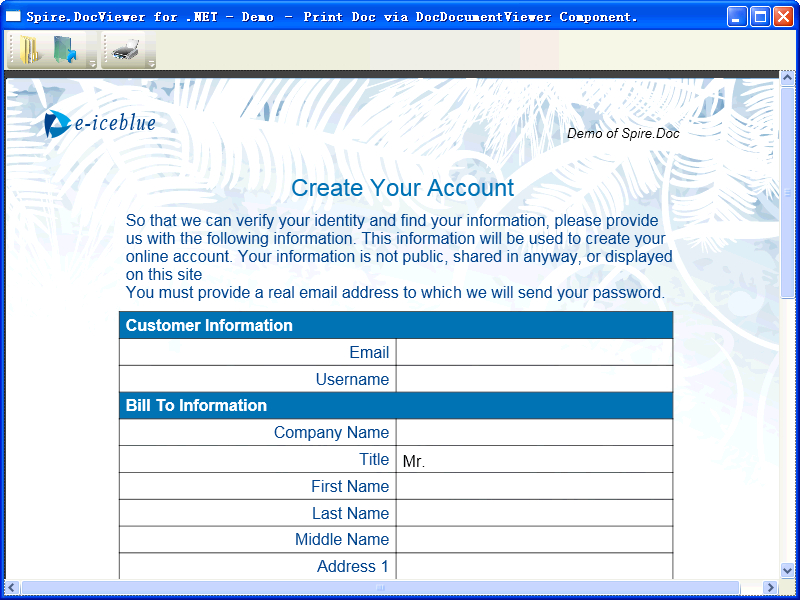 Spire.DocViewer for .NET - Demo - Print Doc via DocDocumentViewer Component.
e-iceblue
Demo of Spire.Doc
Create Your Account
So that we can verify your identity and find your information, please provide
us with the following information. This information will be used to create your
online account. Your information is not public, shared in anyway, or displayed
on this site
You must provide a real email address to which we will send your password.
Customer Information
Email
Username
Bill To Information
Company Name
Title Mr.
First Name
Last Name
Middle Name
Address 1